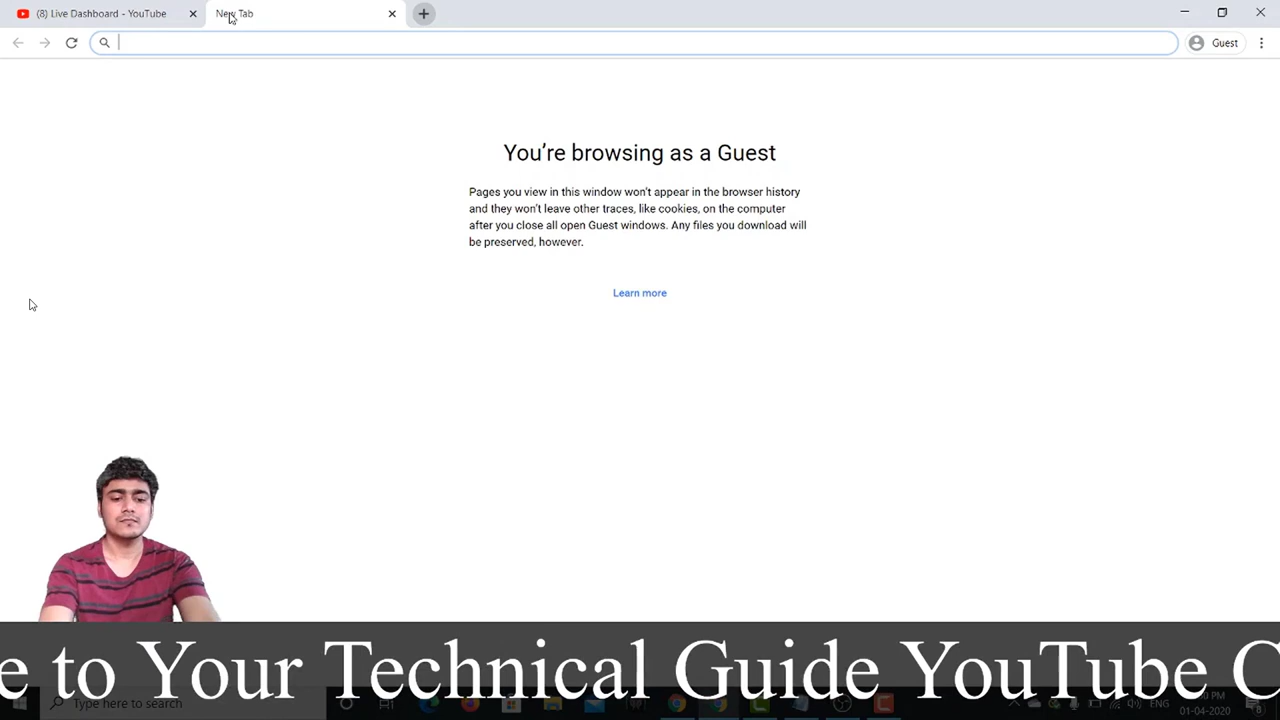 (8) Live Dashboard - YouTube
New Tab
Guest
You're browsing as a Guest
Pages you view in this window won't appear in the browser history
and they won't leave other traces, like cookies, on the computer
after you close all open Guest windows. Any files you download will
be preserved, however.
Learn more
e to Your Technical Guide YouTube C
Type here to search
ENG
PM
01-04-2020